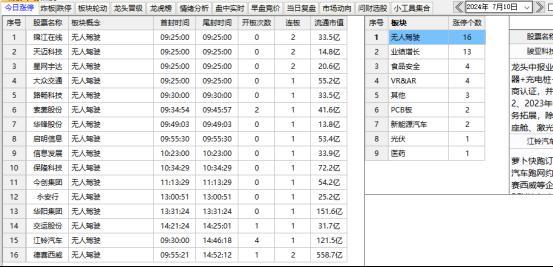 今日涨停 炸板|跌停 板块轮动 龙头晋级 龙虎榜 情绪分析 盘中实时 早盘竞价 当日复盘 市场动向 问财选股 小工具集合 2024年 7月10日
序号 股票名称 板块概念 首封时间 尾封时间 开板次数 连板 流通市值
1 锦江在线 无人驾驶 09:25:00 09:25:00 0 2 33.5亿
2 天迈科技 无人驾驶 09:25:00 09:25:00 0 2 14.8亿
3 星网宇达 无人驾驶 09:25:00 09:25:00 0 2 20.9亿
4 大众交通 无人驾驶 09:25:00 09:25:00 0 1 55.2亿
5 路畅科技 无人驾驶 09:30:00 09:30:00 0 1 33.6亿
6 索菱股份 无人驾驶 09:34:54 09:45:57 2 1 41.6亿
7 华锋股份 无人驾驶 09:49:03 09:49:03 0 1 13.8亿
8 启明信息 无人驾驶 09:55:30 09:55:30 0 1 53.4亿
9 信息发展 无人驾驶 10:23:00 10:23:00 0 1 33.9亿
10 保隆科技 无人驾驶 10:34:29 10:34:29 0 1 72.2亿
11 今创集团 无人驾驶 11:13:29 11:13:29 0 1 54.2亿
12 永安行 无人驾驶 13:00:51 13:00:51 0 1 25.2亿
13 华阳集团 无人驾驶 13:31:24 13:31:24 0 1 151.6亿
14 交运股份 无人驾驶 14:21:24 14:25:01 1 1 31.7亿
15 江铃汽车 无人驾驶 09:30:00 14:46:18 4 1 121.5亿
16 德赛西威 无人驾驶 09:55:21 14:52:12 1 2 558.7亿
序号 板块 涨停个数
1 无人驾驶 16
2 业绩增长 13
3 食品安全 4
4 VR&AR 4
5 其他 3
6 PCB板 2
7 新能源汽车 2
8 光伏 1
9 医药 1
股票名称
骏亚科技
龙头中报业
器+充电桩+
商认证，并
2、2023年
务拓展，除
座舱、激光
江铃汽车
萝卜快跑订
汽车跑网约
赛西威等企